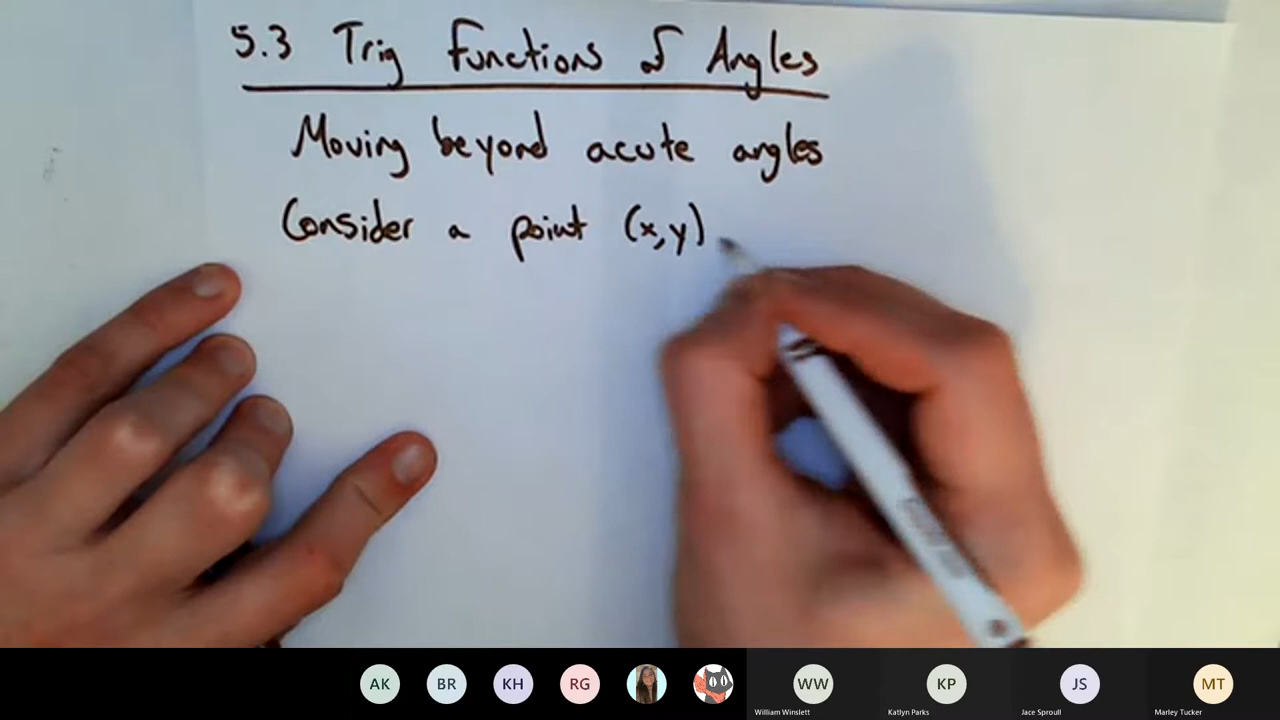 5.3 Trig Functions of Angles
Moving beyond acute angles
Consider a point (x,y)
AK BR KH RG WW KP JS MT
William Winslett Katlyn Parks Jace Sproull Marley Tucker